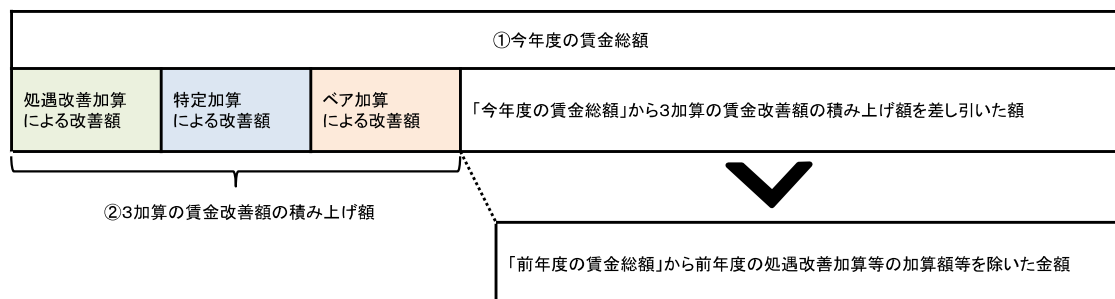 ①今年度の賃金総額
処遇改善加算
による改善額
特定加算
による改善額
ベア加算
による改善額
「今年度の賃金総額」から3加算の賃金改善額の積み上げ額を差し引いた額
②3加算の賃金改善額の積み上げ額
「前年度の賃金総額」から前年度の処遇改善加算等の加算額等を除いた金額